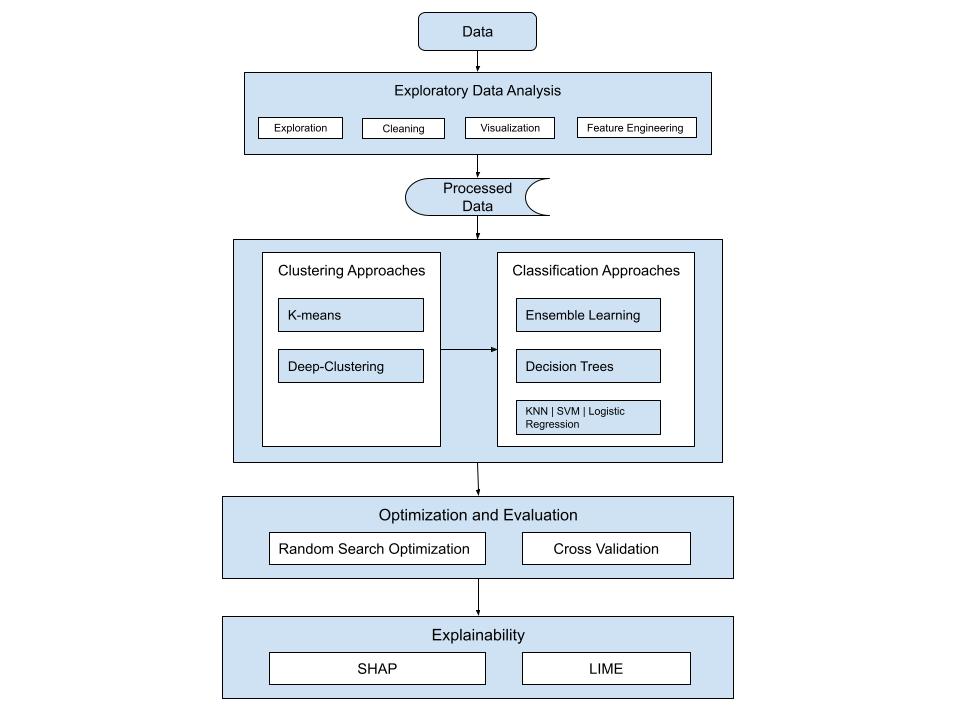 Data
Exploratory Data Analysis
Exploration
Cleaning
Visualization
Feature Engineering
Processed
Data
Clustering Approaches
K-means
Deep-Clustering
Classification Approaches
Ensemble Learning
Decision Trees
KNN | SVM | Logistic
Regression
Optimization and Evaluation
Random Search Optimization
Cross Validation
Explainability
SHAP
LIME